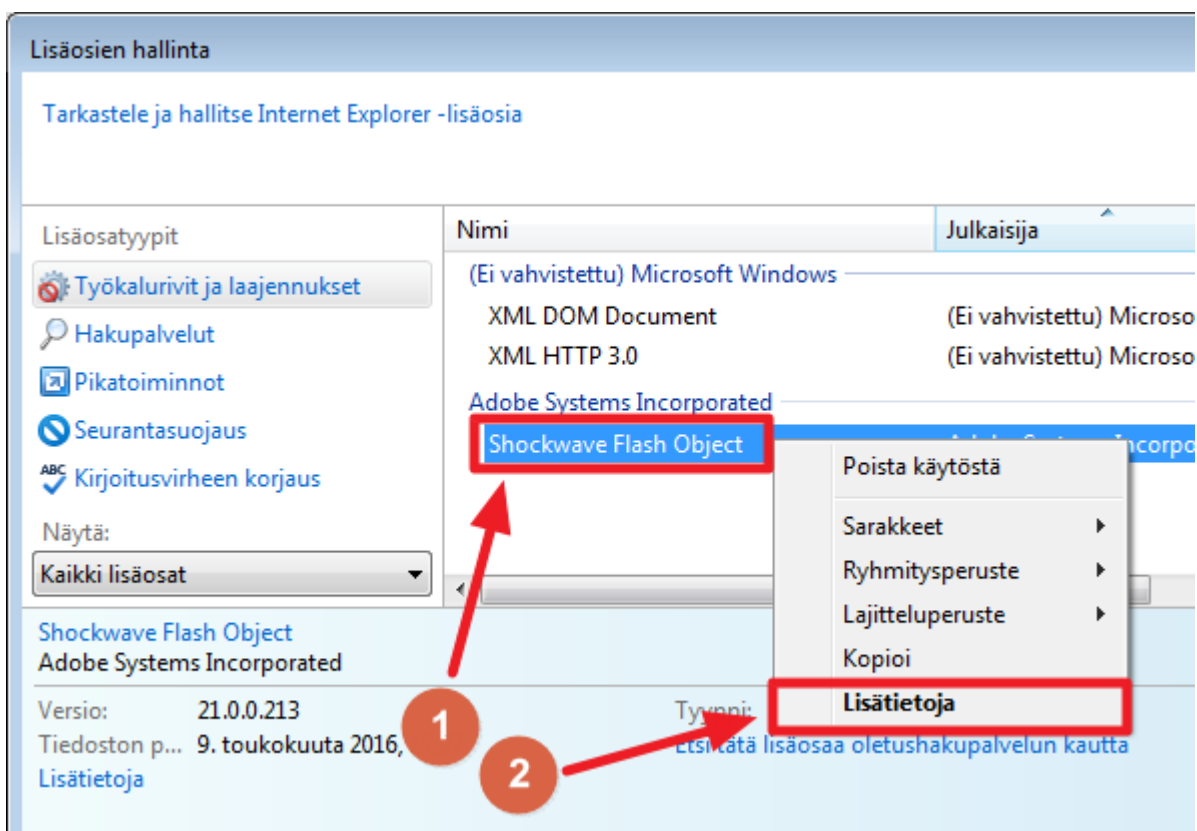 Lisäosien hallinta
Tarkastele ja hallitse Internet Explorer -lisäosia
Lisäosatyypit
Työkalurivit ja laajennukset
Hakupalvelut
Pikatoiminnot
Seurantasuojaus
ABC Kirjoitusvirheen korjaus
Näytä:
Kaikki lisäosat
Nimi Julkaisija
(Ei vahvistettu) Microsoft Windows
XML DOM Document (Ei vahvistettu) Microso
XML HTTP 3.0 (Ei vahvistettu) Microso
Adobe Systems Incorporated
Shockwave Flash Object
Poista käytöstä
Sarakkeet
Ryhmitysperuste
Lajitteluperuste
Kopioi
Lisätietoja
Shockwave Flash Object
Adobe Systems Incorporated
Versio: 21.0.0.213 Tyyppi:
Tiedoston p... 9. toukokuuta 2016, lisäosaa oletushakupalvelun kautta
Lisätietoja
1
2